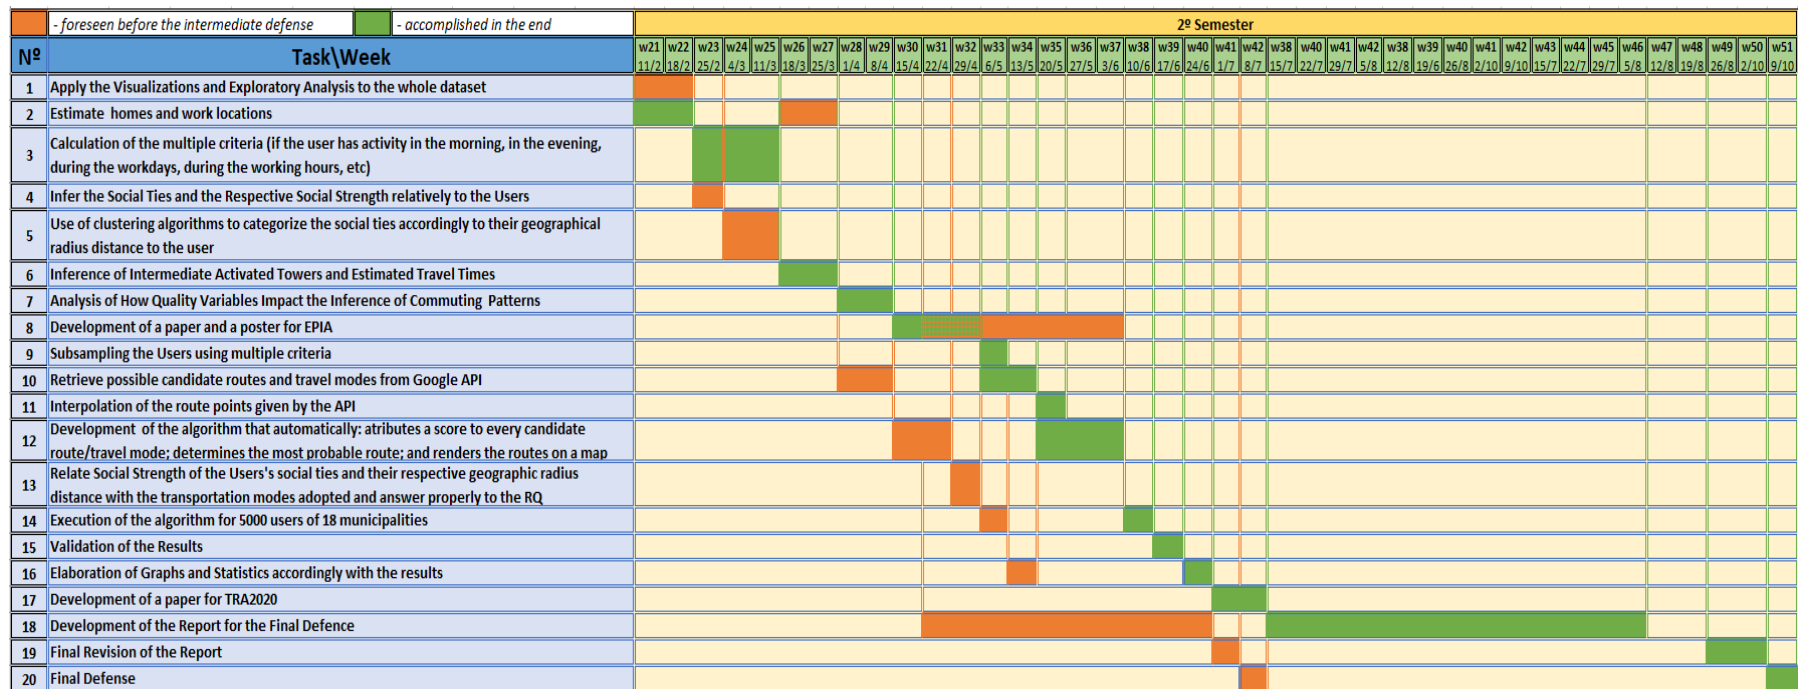 - foreseen before the intermediate defense
- accomplished in the end
2º Semester
Nº
Task\Week
w21 w22 w23 w24 w25 w26 w27 w28 w29 w30 w31 w32 w33 w34 w35 w36 w37 w38 w39 w40 w41 w42 w38 w40 w41 w42 w38 w39 w40 w41 w42 w43 w44 w45 w46 w47 w48 w49 w50 w51
11/2 18/2 25/2 4/3 11/3 18/3 25/3 1/4 8/4 15/4 22/4 29/4 6/5 13/5 20/5 27/5 3/6 10/6 17/6 24/6 1/7 8/7 15/7 22/7 29/7 5/8 12/8 19/6 26/8 2/10 9/10 15/7 22/7 29/7 5/8 12/8 19/8 26/8 2/10 9/10
1 Apply the Visualizations and Exploratory Analysis to the whole dataset
2 Estimate homes and work locations
3 Calculation of the multiple criteria (if the user has activity in the morning, in the evening,
during the workdays, during the working hours, etc)
4 Infer the Social Ties and the Respective Social Strength relatively to the Users
5 Use of clustering algorithms to categorize the social ties accordingly to their geographical
radius distance to the user
6 Inference of Intermediate Activated Towers and Estimated Travel Times
7 Analysis of How Quality Variables Impact the Inference of Commuting Patterns
8 Development of a paper and a poster for EPIA
9 Subsampling the Users using multiple criteria
10 Retrieve possible candidate routes and travel modes from Google API
11 Interpolation of the route points given by the API
12 Development of the algorithm that automatically: atributes a score to every candidate
route/travel mode; determines the most probable route; and renders the routes on a map
13 Relate Social Strength of the Users's social ties and their respective geographic radius
distance with the transportation modes adopted and answer properly to the RQ
14 Execution of the algorithm for 5000 users of 18 municipalities
15 Validation of the Results
16 Elaboration of Graphs and Statistics accordingly with the results
17 Development of a paper for TRA2020
18 Development of the Report for the Final Defence
19 Final Revision of the Report
20 Final Defense